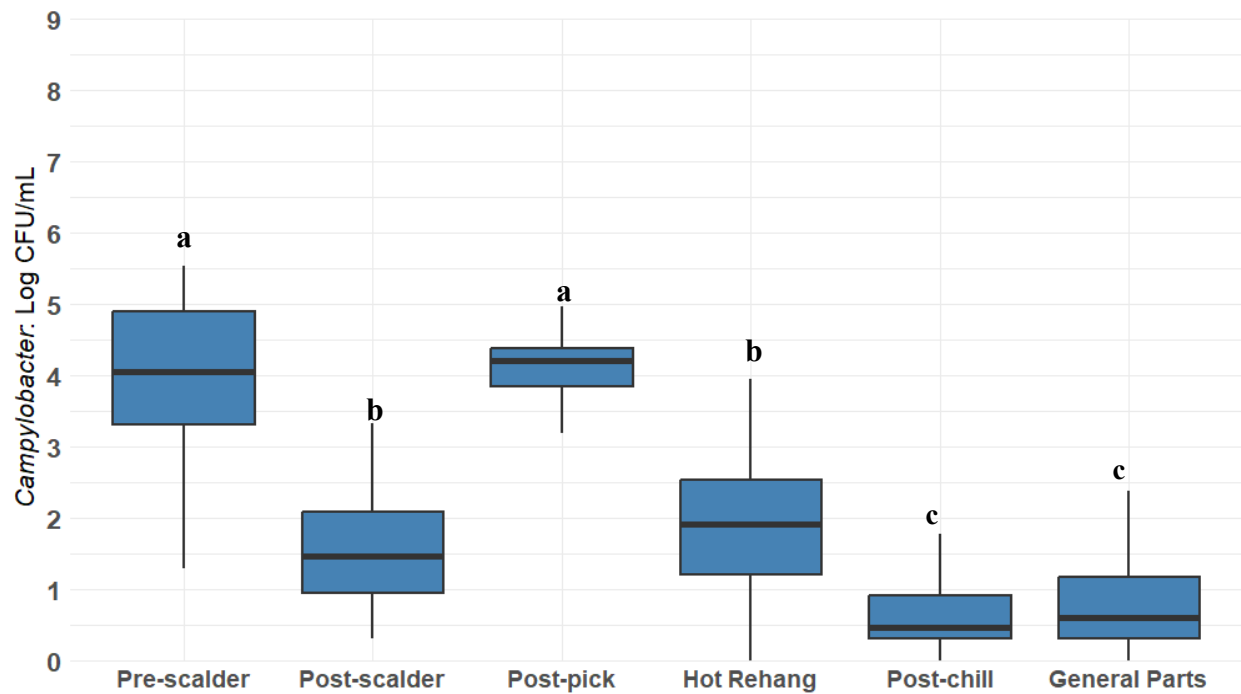 9
8
7
6
5
4
3
2
1
0
Campylobacter: Log CFU/mL
a
b
a
b
c
c
Pre-scalder Post-scalder Post-pick Hot Rehang Post-chill General Parts